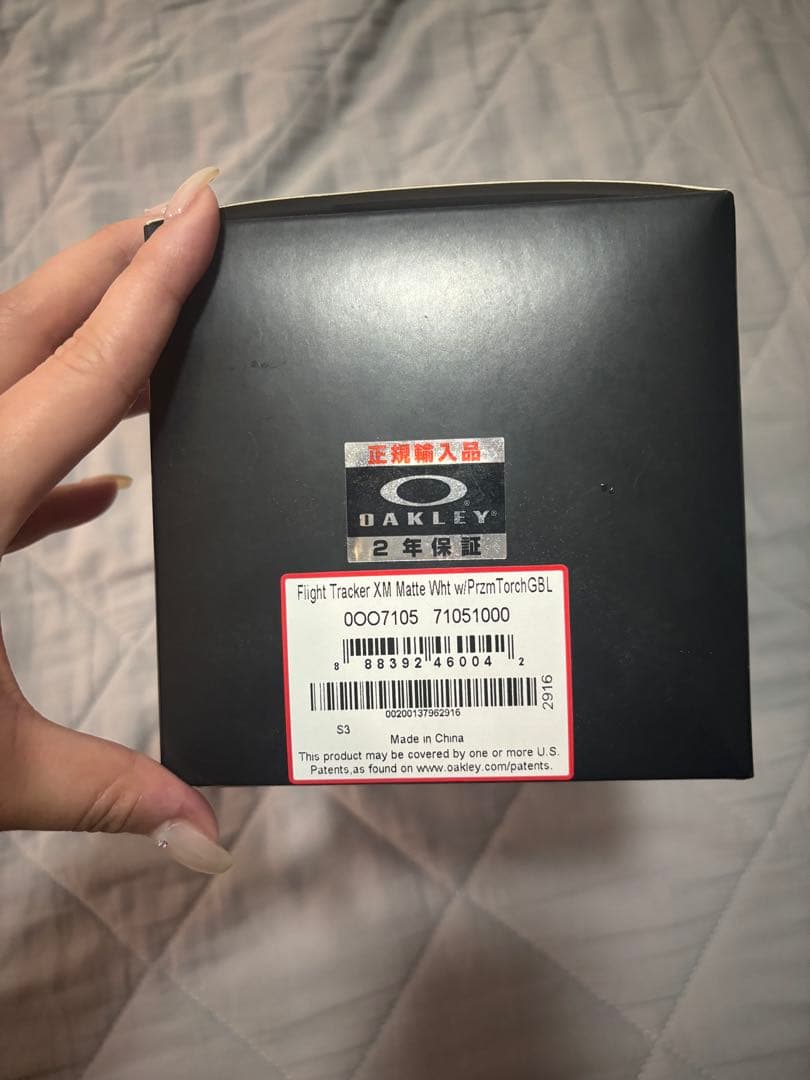 正規輸入品
OAKLEY
2年保証
Flight Tracker XM Matte Wht w/PrzmTorchGBL
0OO7105 71051000
8 88392 46004 2
00200137962916
2916
S3
Made in China
This product may be covered by one or more U.S.
Patents,as found on www.oakley.com/patents.